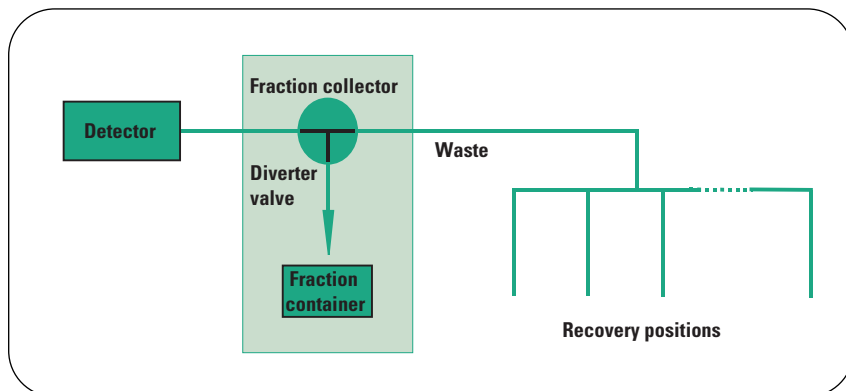 Fraction collector
Detector
Waste
Diverter
valve
Fraction
container
Recovery positions